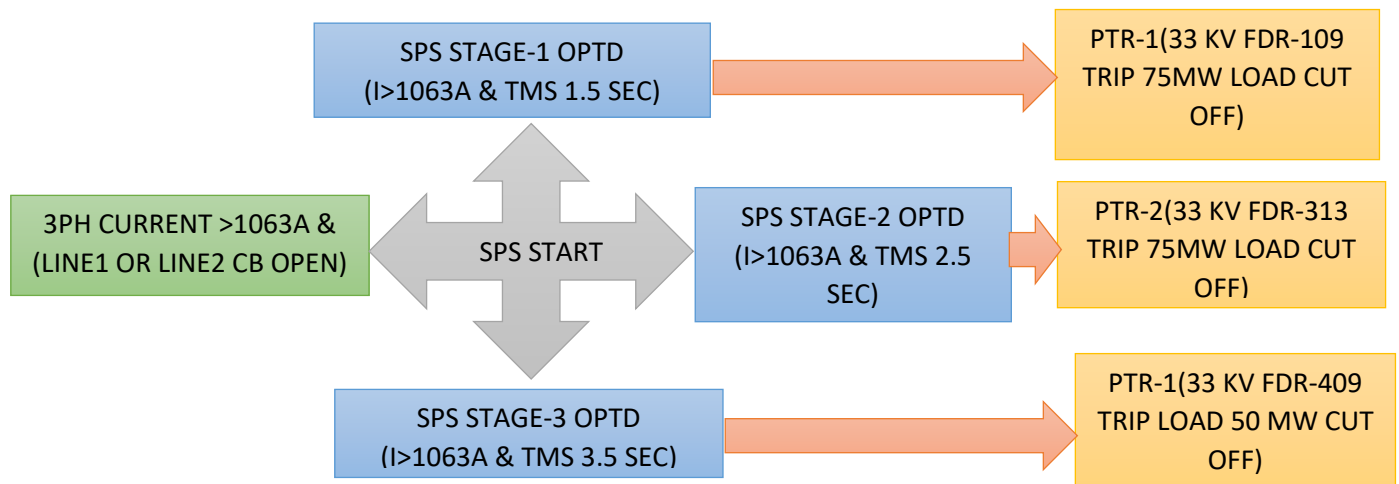 SPS STAGE-1 OPTD
(I>1063A & TMS 1.5 SEC)
PTR-1(33 KV FDR-109
TRIP 75MW LOAD CUT
OFF)
3PH CURRENT >1063A &
(LINE1 OR LINE2 CB OPEN)
SPS START
SPS STAGE-2 OPTD
(I>1063A & TMS 2.5
SEC)
PTR-2(33 KV FDR-313
TRIP 75MW LOAD CUT
OFF)
SPS STAGE-3 OPTD
(I>1063A & TMS 3.5 SEC)
PTR-1(33 KV FDR-409
TRIP LOAD 50 MW CUT
OFF)